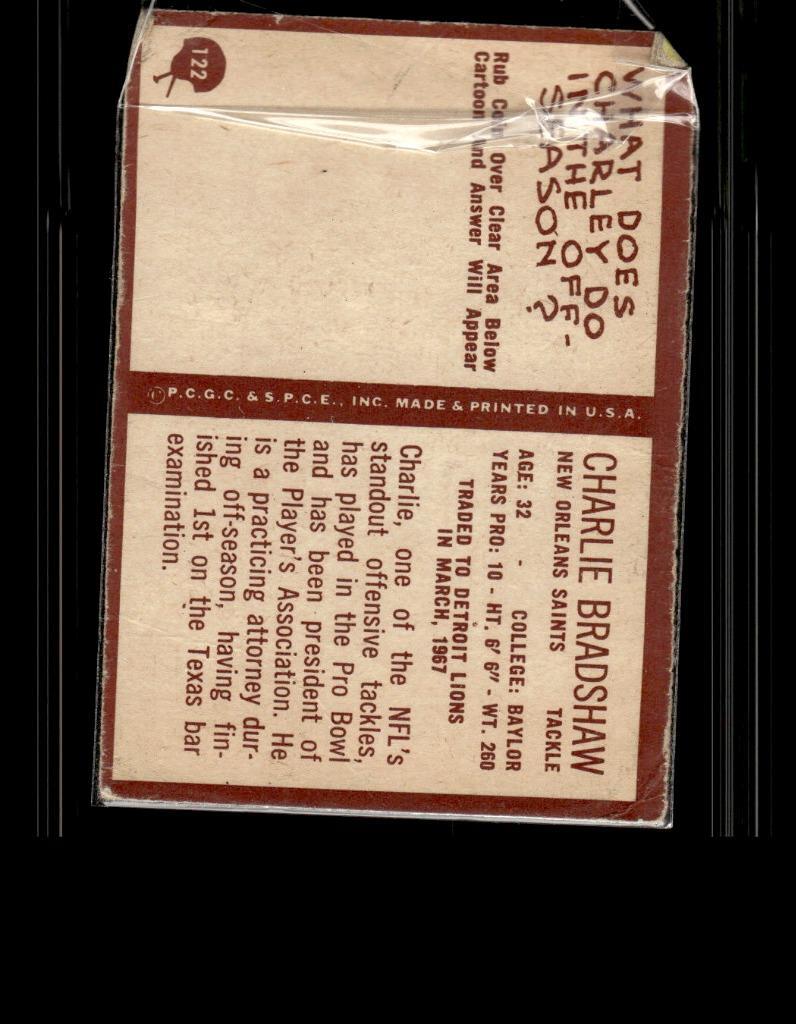 122
WHAT DOES
CHARLEY DO
IN THE OFF-
SEASON?
Rub Coin Over Clear Area Below
Cartoon and Answer Will Appear
P.C.G.C. & S.P.C.E., INC. MADE & PRINTED IN U.S.A.
CHARLIE BRADSHAW
NEW ORLEANS SAINTS TACKLE
AGE: 32 - COLLEGE: BAYLOR
YEARS PRO: 10 - HT. 6' 6" - WT. 260
TRADED TO DETROIT LIONS
IN MARCH, 1967
Charlie, one of the NFL's
standout offensive tackles,
has played in the Pro Bowl
and has been president of
the Player's Association. He
is a practicing attorney dur-
ing off-season, having fin-
ished 1st on the Texas bar
examination.